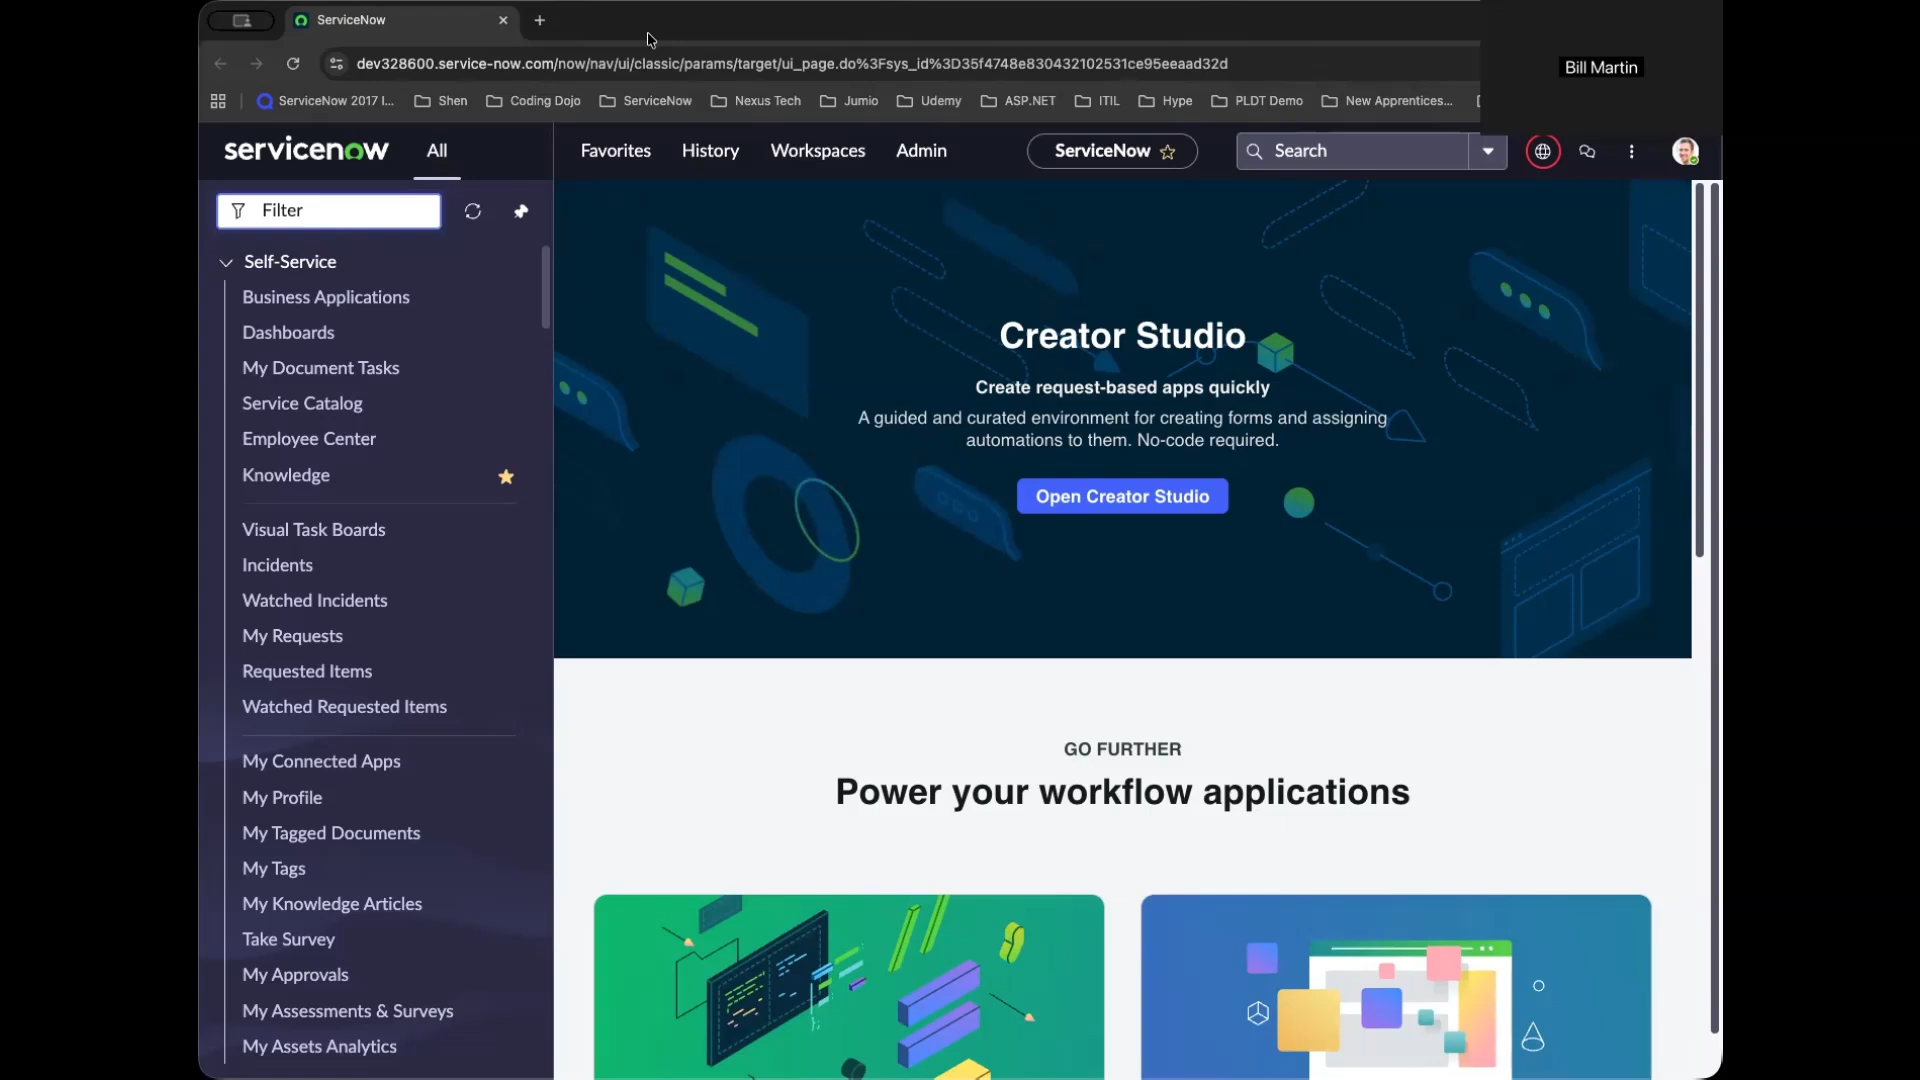 ServiceNow
dev328600.service-now.com/now/nav/ui/classic/params/target/ui_page.do%3Fsys_id%3D35f4748e830432102531ce95eeaad32d
Bill Martin
ServiceNow 2017 I...
Shen
Coding Dojo
ServiceNow
Nexus Tech
Jumio
Udemy
ASP.NET
ITIL
Hype
PLDT Demo
New Apprentices...
servicenow
All
Favorites
History
Workspaces
Admin
ServiceNow
Search
Filter
Self-Service
Business Applications
Dashboards
My Document Tasks
Service Catalog
Employee Center
Knowledge
Visual Task Boards
Incidents
Watched Incidents
My Requests
Requested Items
Watched Requested Items
My Connected Apps
My Profile
My Tagged Documents
My Tags
My Knowledge Articles
Take Survey
My Approvals
My Assessments & Surveys
My Assets Analytics
Creator Studio
Create request-based apps quickly
A guided and curated environment for creating forms and assigning
automations to them. No-code required.
Open Creator Studio
GO FURTHER
Power your workflow applications